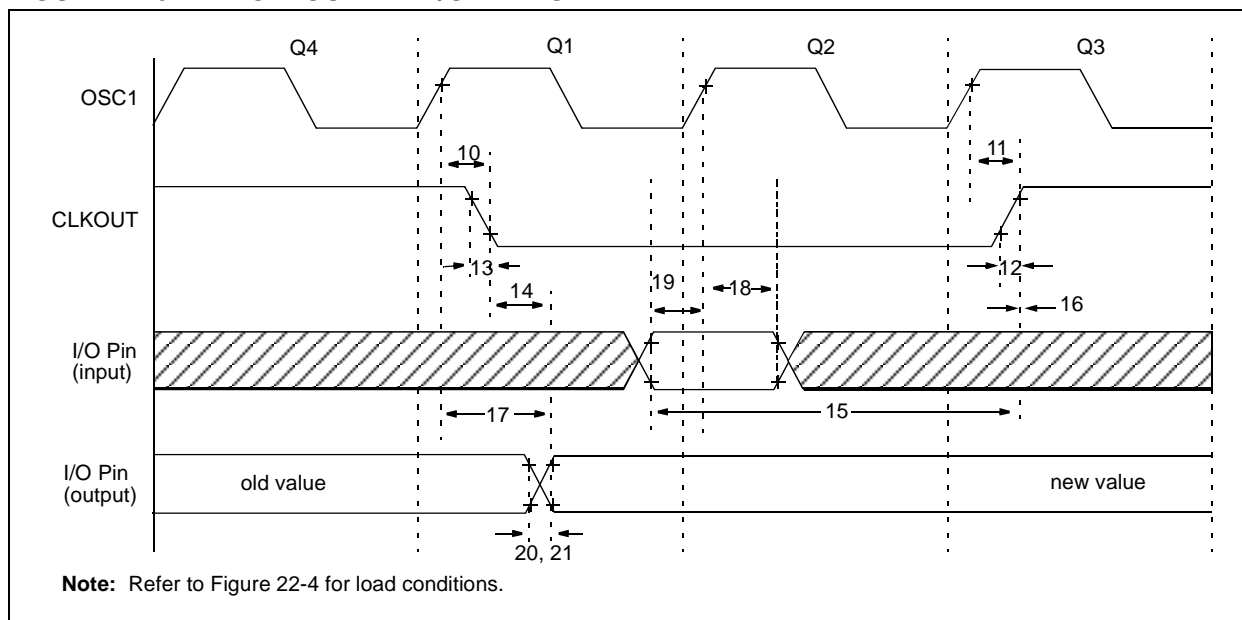 Q4 Q1 Q2 Q3
OSC1
10 11
CLKOUT
13 12
14 19 18 16
I/O Pin
(input)
17 15
I/O Pin
(output)
old value new value
20, 21
Note: Refer to Figure 22-4 for load conditions.